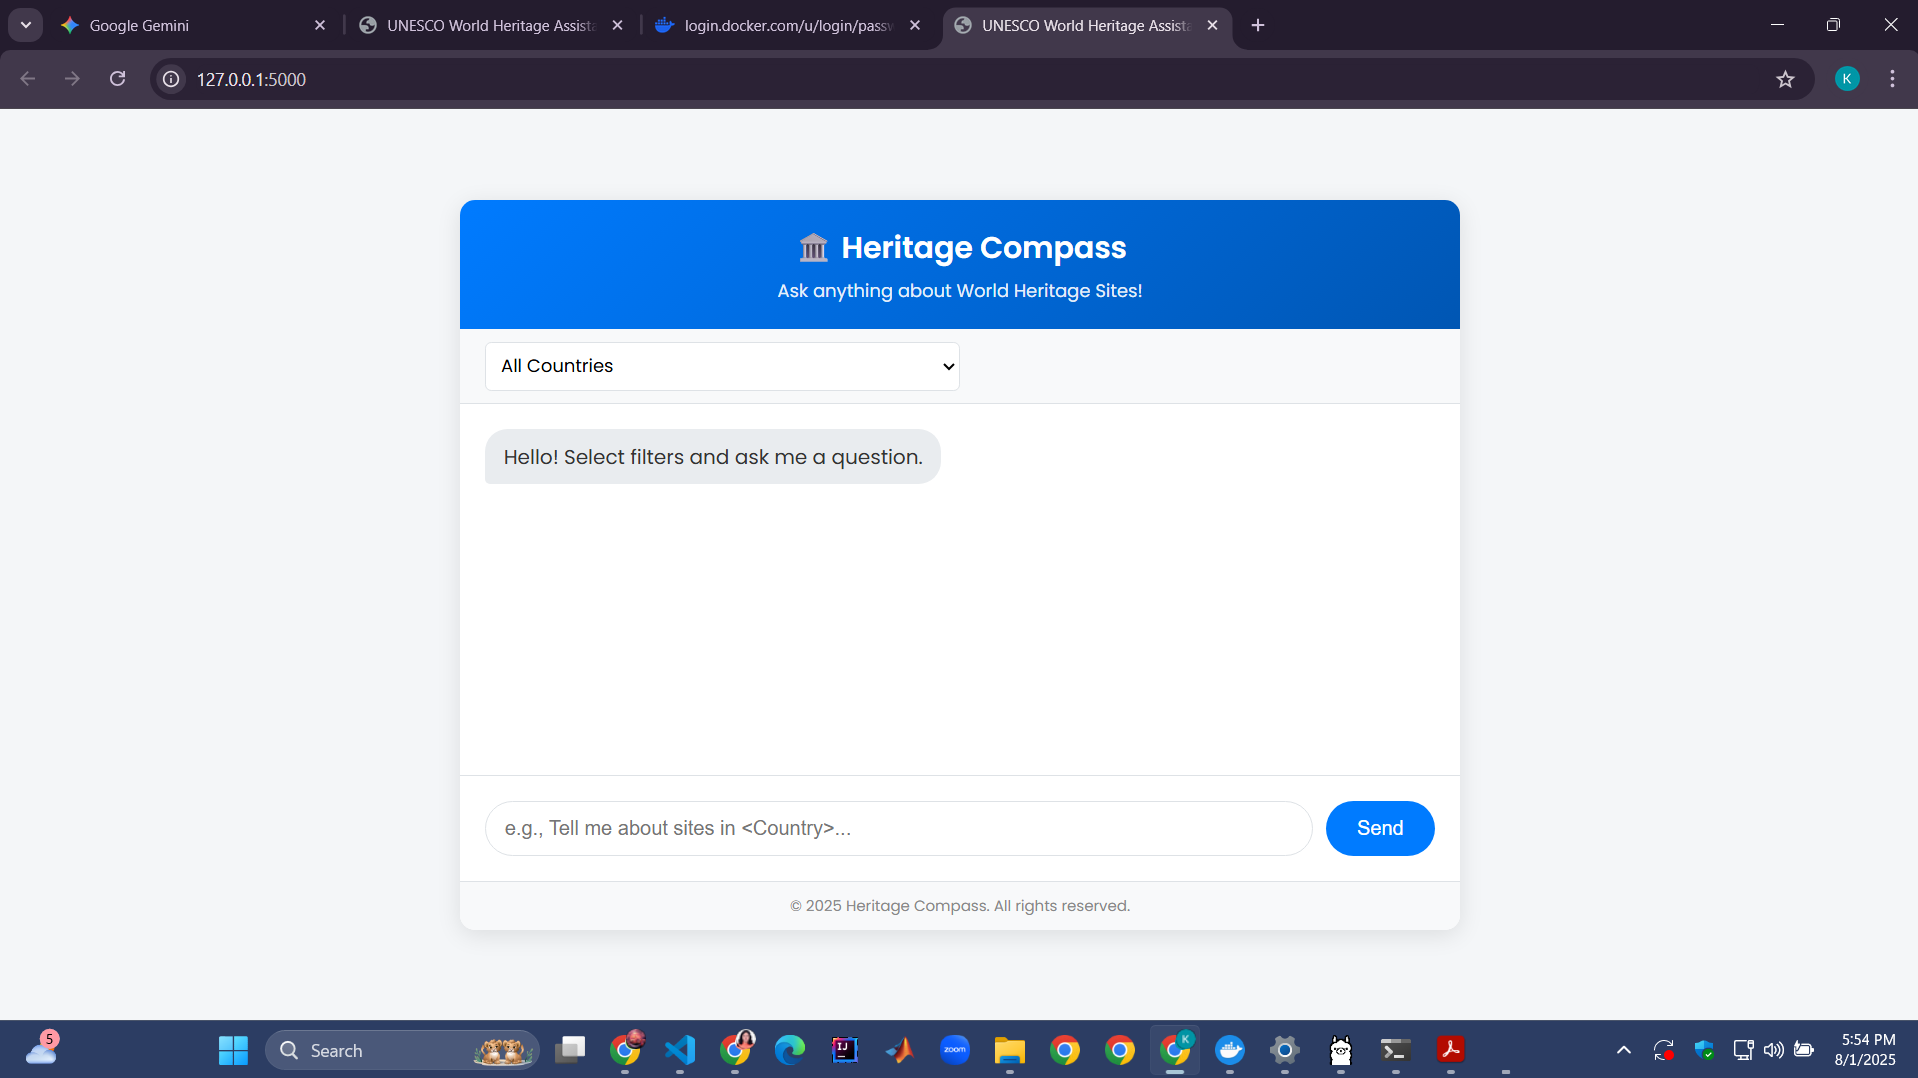 Google Gemini
UNESCO World Heritage Assista
login.docker.com/u/login/passw
UNESCO World Heritage Assista
127.0.0.1:5000
K
Heritage Compass
Ask anything about World Heritage Sites!
All Countries
Hello! Select filters and ask me a question.
e.g., Tell me about sites in <Country>...
Send
© 2025 Heritage Compass. All rights reserved.
5
Search
IJ
zoom
K
5:54 PM
8/1/2025